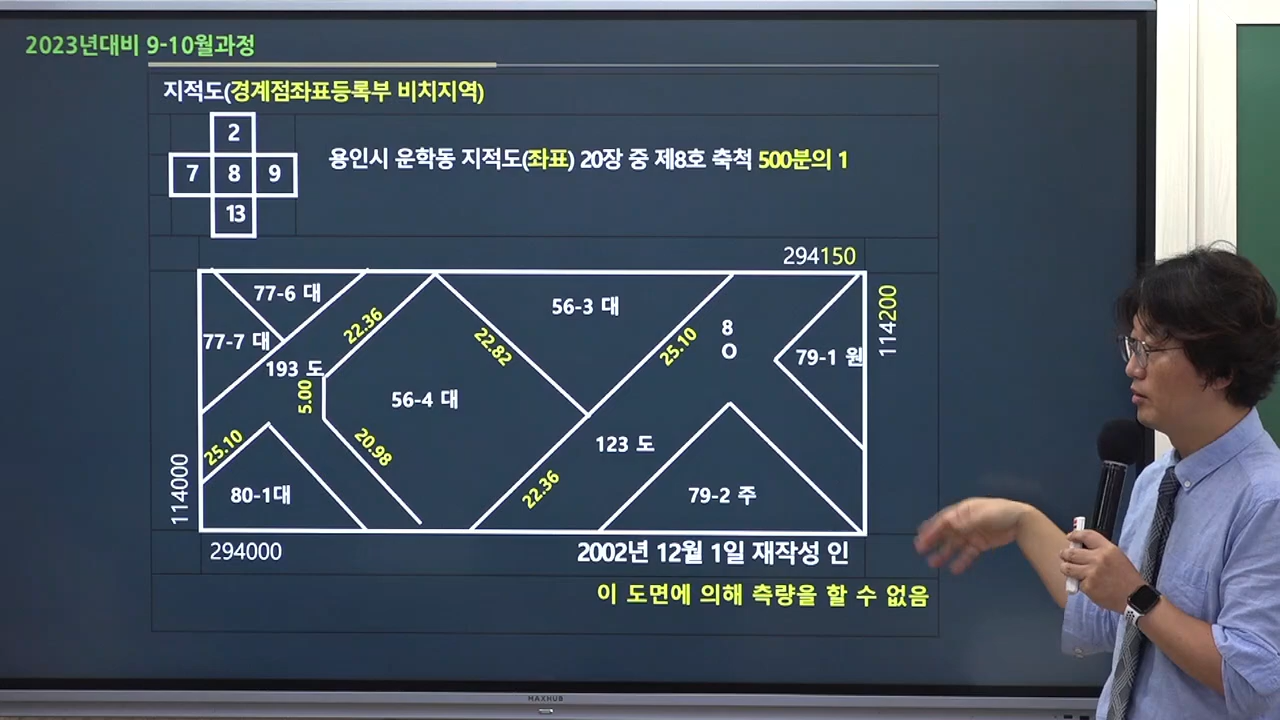 2023년대비 9-10월과정
지적도(경계점좌표등록부 비치지역)
2
7 8 9
13
용인시 운학동 지적도(좌표) 20장 중 제8호 축척 500분의 1
294150
114200
77-6 대
56-3 대
22.36
22.82
25.10
8
77-7 대
79-1 원
193 도
5.00
56-4 대
25.10
20.98
123 도
22.36
80-1대
79-2 주
114000
294000
2002년 12월 1일 재작성 인
이 도면에 의해 측량을 할 수 없음
MAXHUB